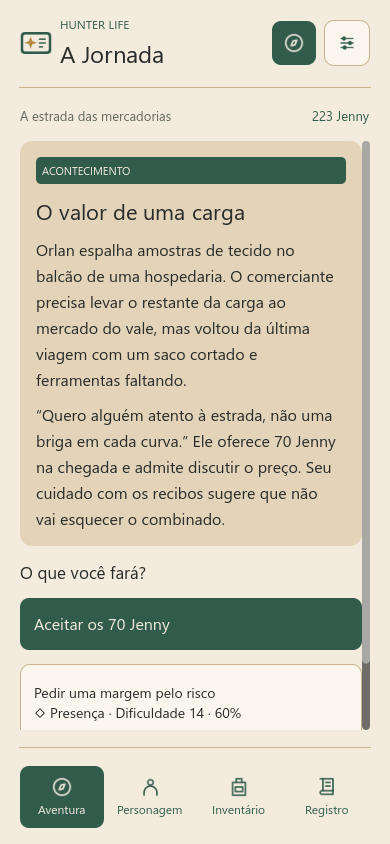 HUNTER LIFE
A Jornada
A estrada das mercadorias
223 Jenny
ACONTECIMENTO
O valor de uma carga
Orlan espalha amostras de tecido no
balcão de uma hospedaria. O comerciante
precisa levar o restante da carga ao
mercado do vale, mas voltou da última
viagem com um saco cortado e
ferramentas faltando.
“Quero alguém atento à estrada, não uma
briga em cada curva.” Ele oferece 70 Jenny
na chegada e admite discutir o preço. Seu
cuidado com os recibos sugere que não
vai esquecer o combinado.
O que você fará?
Aceitar os 70 Jenny
Pedir uma margem pelo risco
◇ Presença · Dificuldade 14 · 60%
Aventura
Personagem
Inventário
Registro